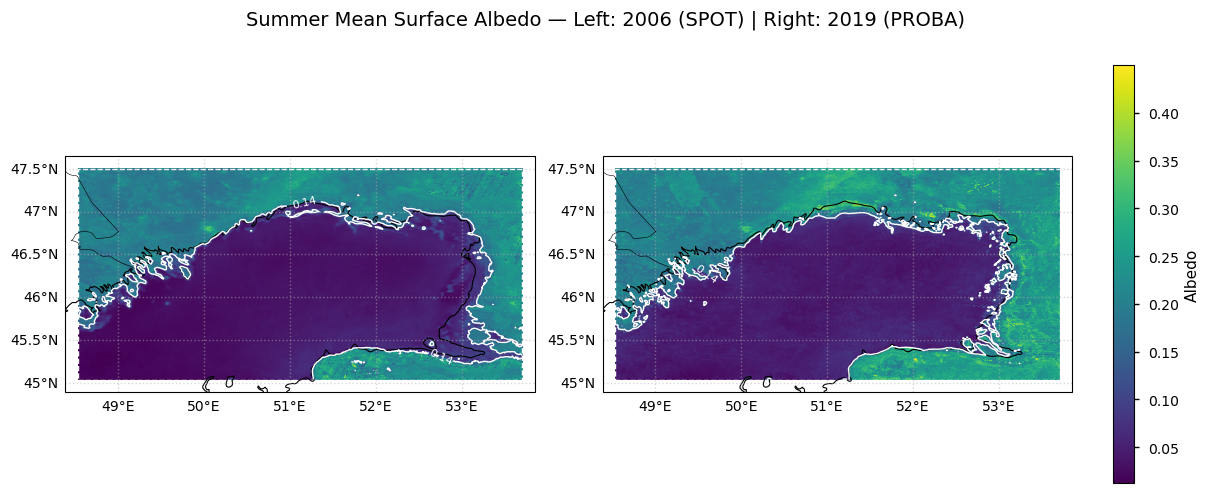 Summer Mean Surface Albedo — Left: 2006 (SPOT) | Right: 2019 (PROBA)
47.5°N
47°N
46.5°N
46°N
45.5°N
45°N
49°E
50°E
51°E
52°E
53°E
0.14
0.14
47.5°N
47°N
46.5°N
46°N
45.5°N
45°N
49°E
50°E
51°E
52°E
53°E
0.40
0.35
0.30
0.25
0.20
0.15
0.10
0.05
Albedo